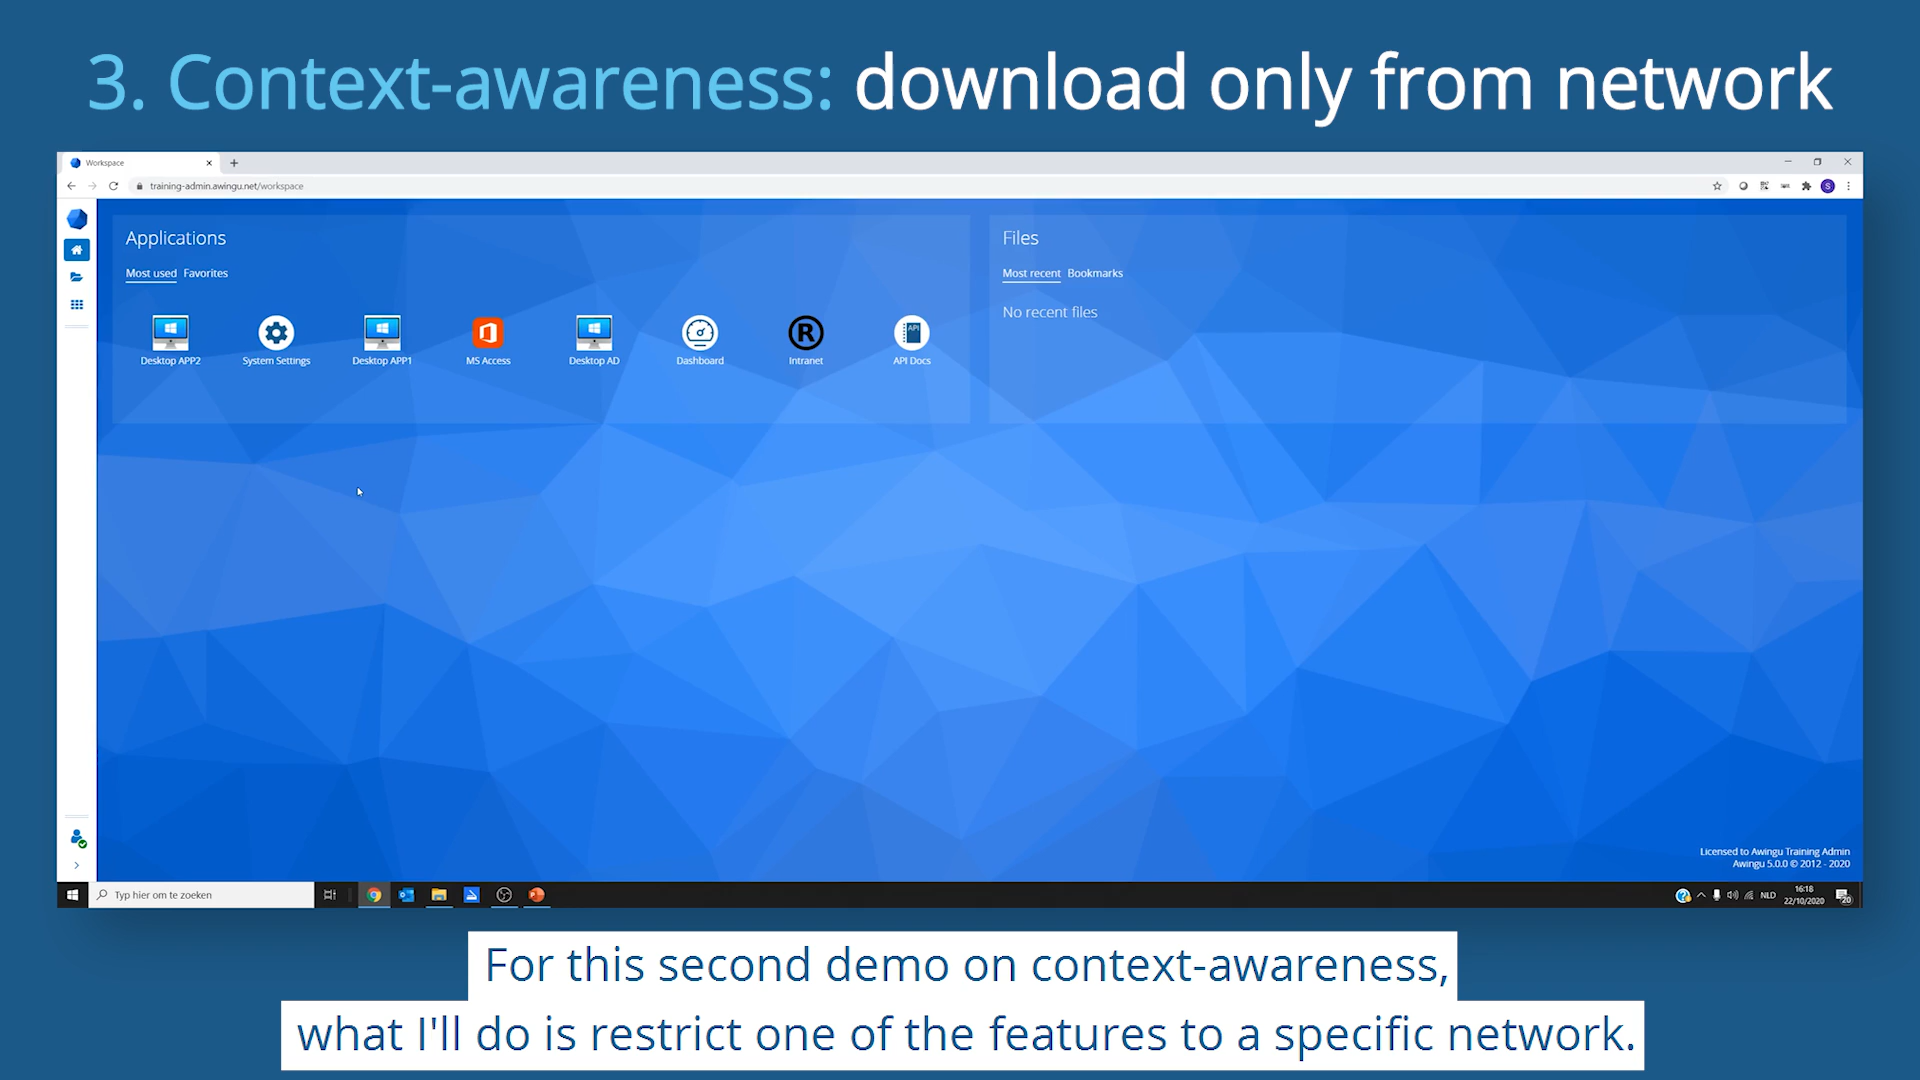 3. Context-awareness: download only from network
Workspace
training-admin.awingu.net/workspace
S
Applications
Most used Favorites
Desktop APP2
System Settings
Desktop APP1
MS Access
Desktop AD
Dashboard
R
Intranet
API
API Docs
Files
Most recent Bookmarks
No recent files
Licensed to Awingu Training Admin
Awingu 5.0.0 © 2012 - 2020
Typ hier om te zoeken
NLD
16:18
22/10/2020
20
For this second demo on context-awareness,
what I'll do is restrict one of the features to a specific network.